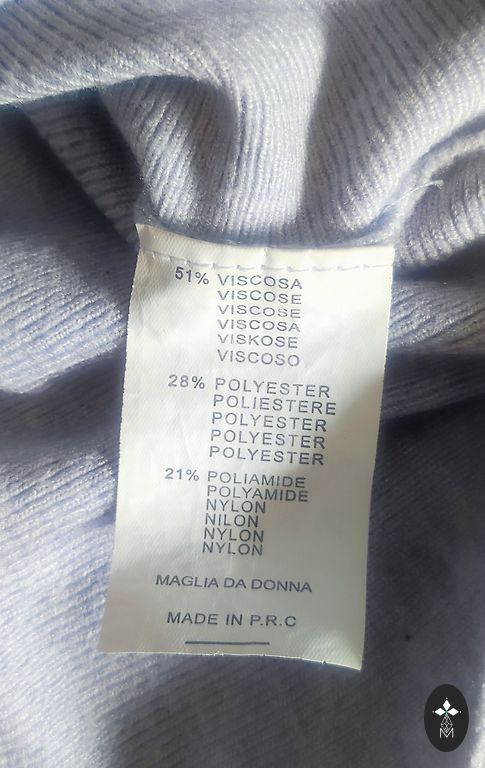 51% VISCOSA
VISCOSE
VISCOSE
VISCOSA
VISKOSE
VISCOSO
28% POLYESTER
POLIESTERE
POLYESTER
POLYESTER
POLYESTER
21% POLIAMIDE
POLYAMIDE
NYLON
NILON
NYLON
NYLON
MAGLIA DA DONNA
MADE IN P.R.C
M